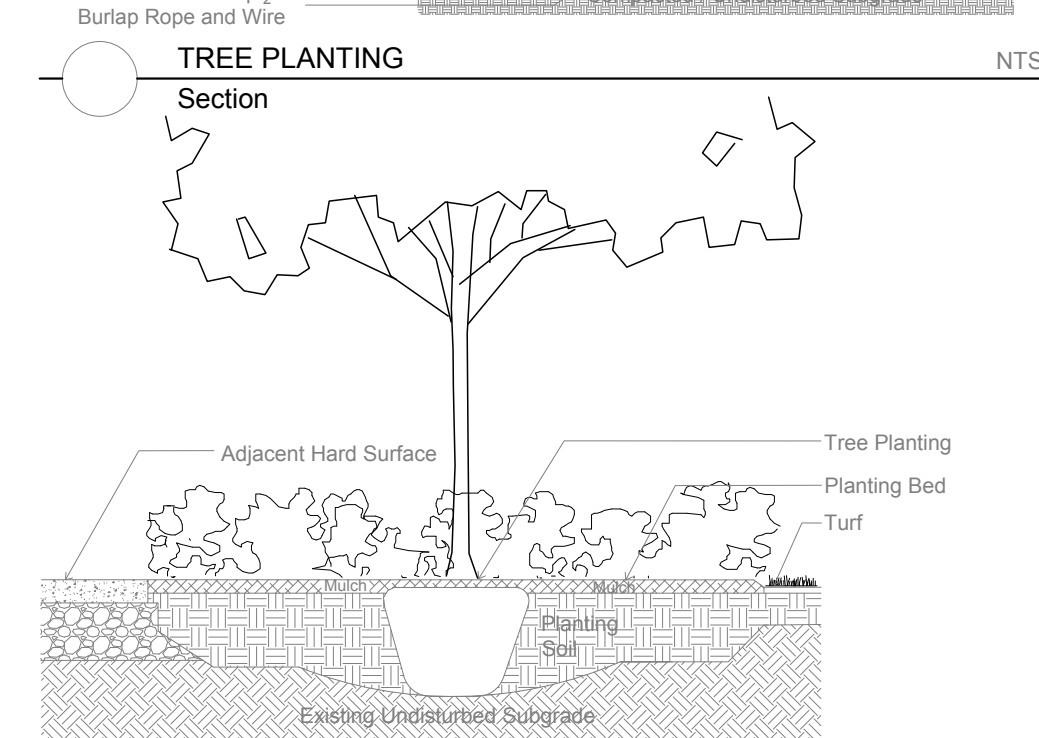 Burlap Rope and Wire
TREE PLANTING
NTS
Section
Adjacent Hard Surface
Tree Planting
Planting Bed
Turf
Mulch
Mulch
Planting
Soil
Existing Undisturbed Subgrade